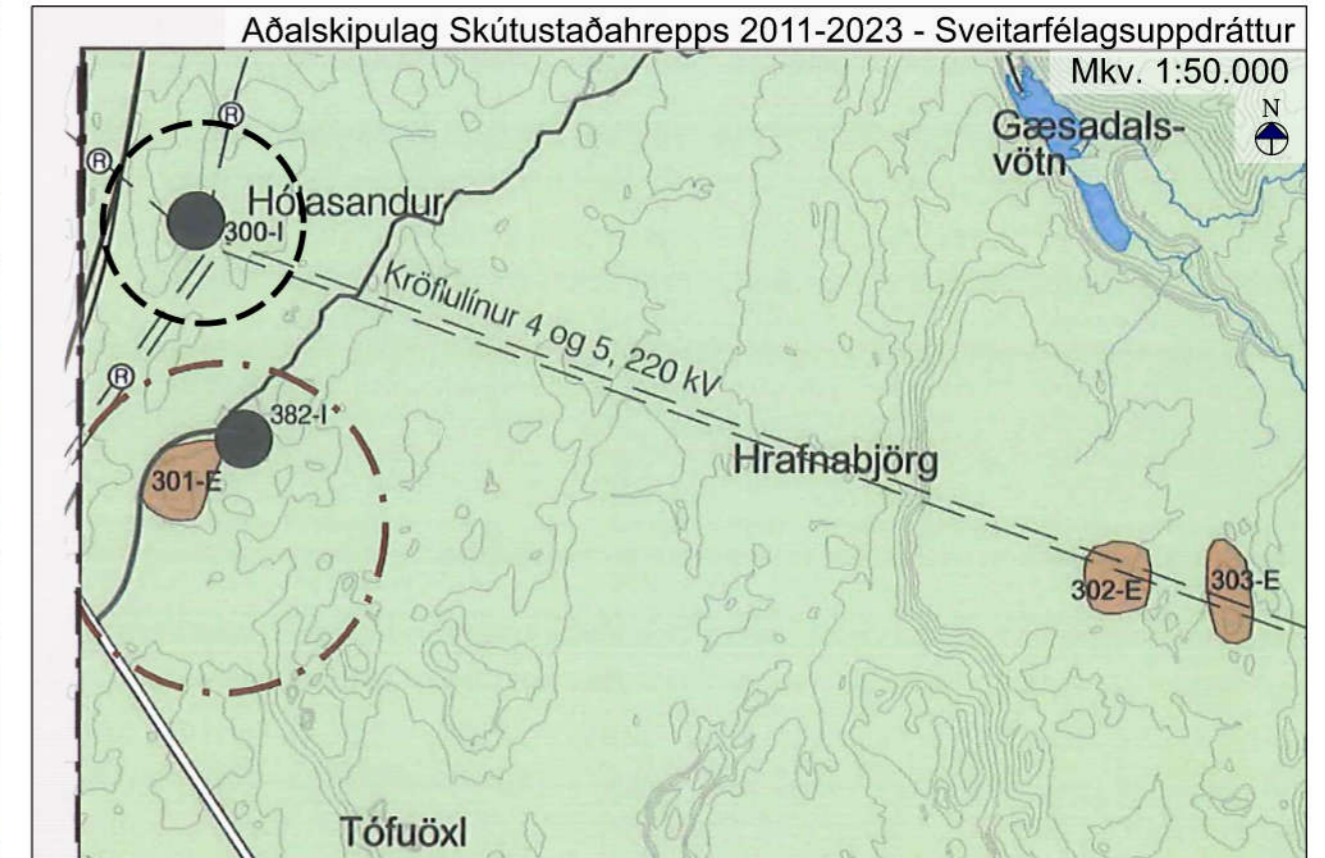 Aðalskipulag Skútustaðahrepps 2011-2023 - Sveitarfélagsuppdráttur
Mkv. 1:50.000
N
Gæsadals-
vötn
R
R
Hólasandur
300-I
Kröflulínur 4 og 5, 220 kV
R
382-I
301-E
Hrafnabjörg
302-E
303-E
Tófuöxl